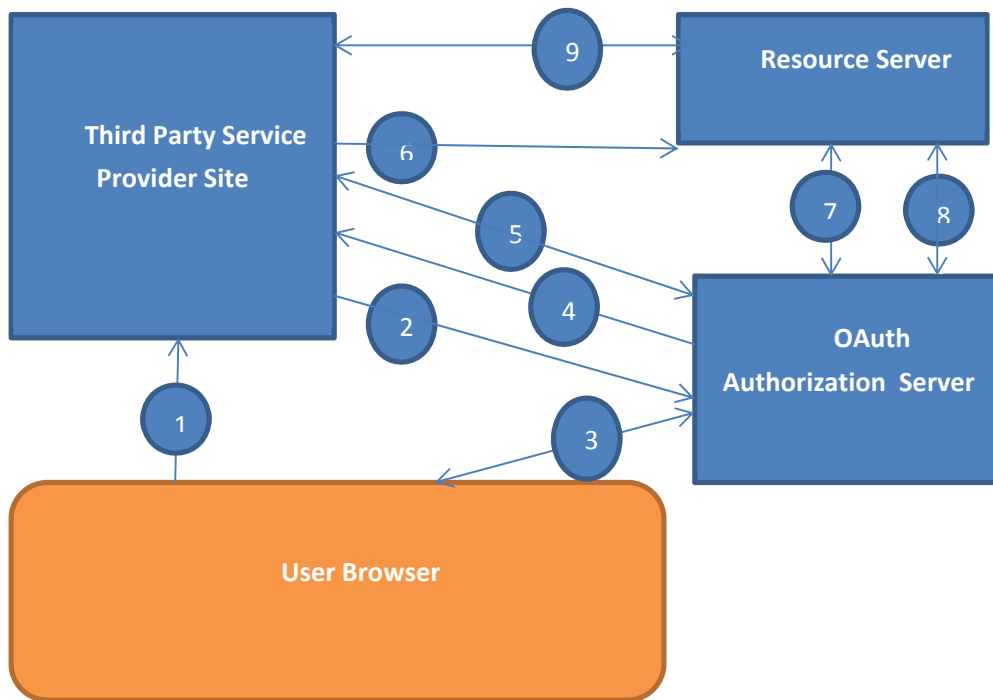 9
Resource Server
Third Party Service
Provider Site
6
7
8
5
4
2
OAuth
Authorization  Server
1
3
User Browser